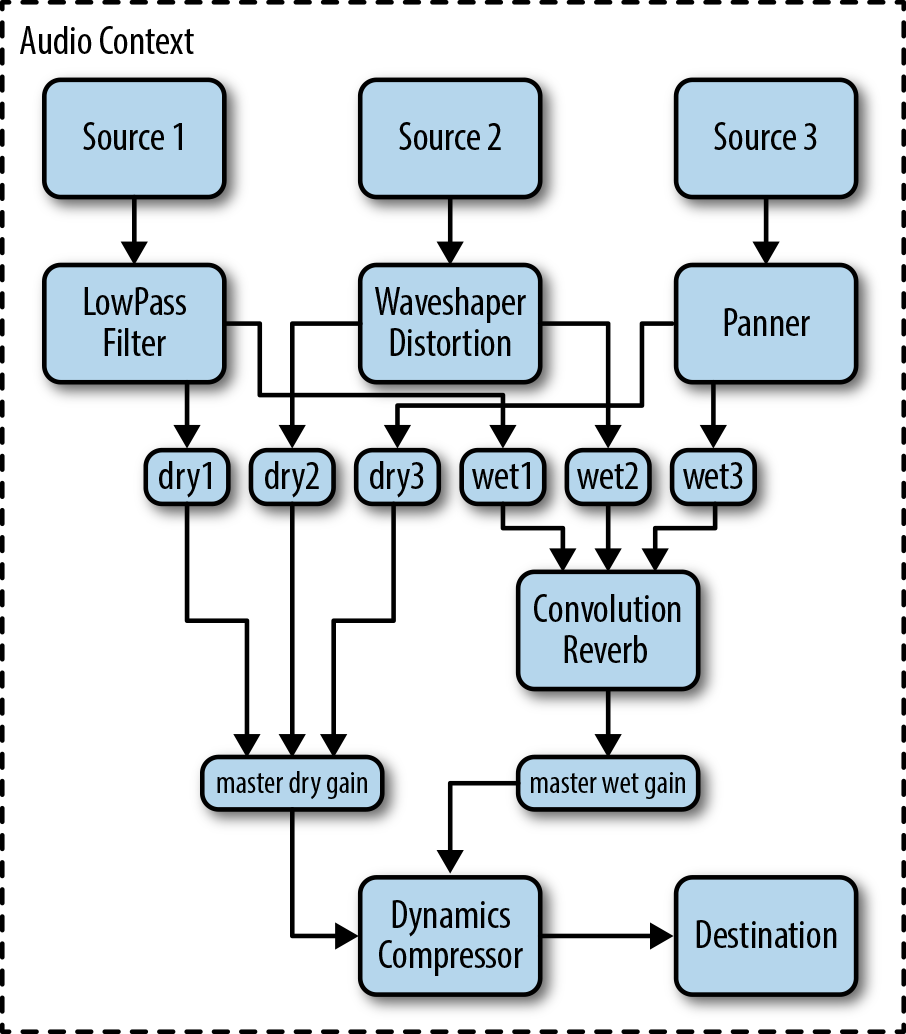 Audio Context
Source 1
Source 2
Source 3
LowPass
Filter
Waveshaper
Distortion
Panner
dry1
dry2
dry3
wet1
wet2
wet3
Convolution
Reverb
master dry gain
master wet gain
Dynamics
Compressor
Destination